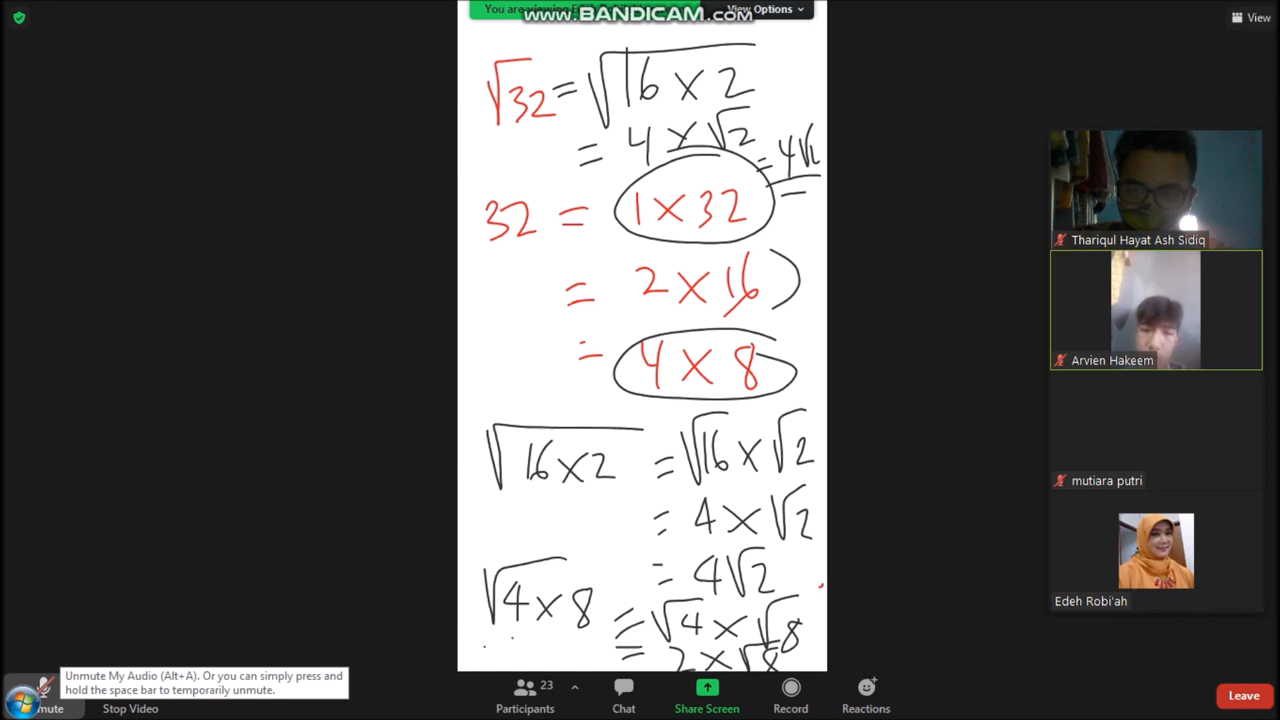 You are viewing
www.BANDICAM.com
View Options
View
√32 = √16 × 2
= 4 × √2
= 4√2
32 = 1 × 32
= 2 × 16
= 4 × 8
√16 × 2 = √16 × √2
= 4 × √2
= 4√2
√4 × 8 = √4 × √8
= 2 × √8
Thariqul Hayat Ash Sidiq
Arvien Hakeem
mutiara putri
Edeh Robi'ah
Unmute My Audio (Alt+A). Or you can simply press and
hold the space bar to temporarily unmute.
mute
Stop Video
23
Participants
Chat
Share Screen
Record
Reactions
Leave